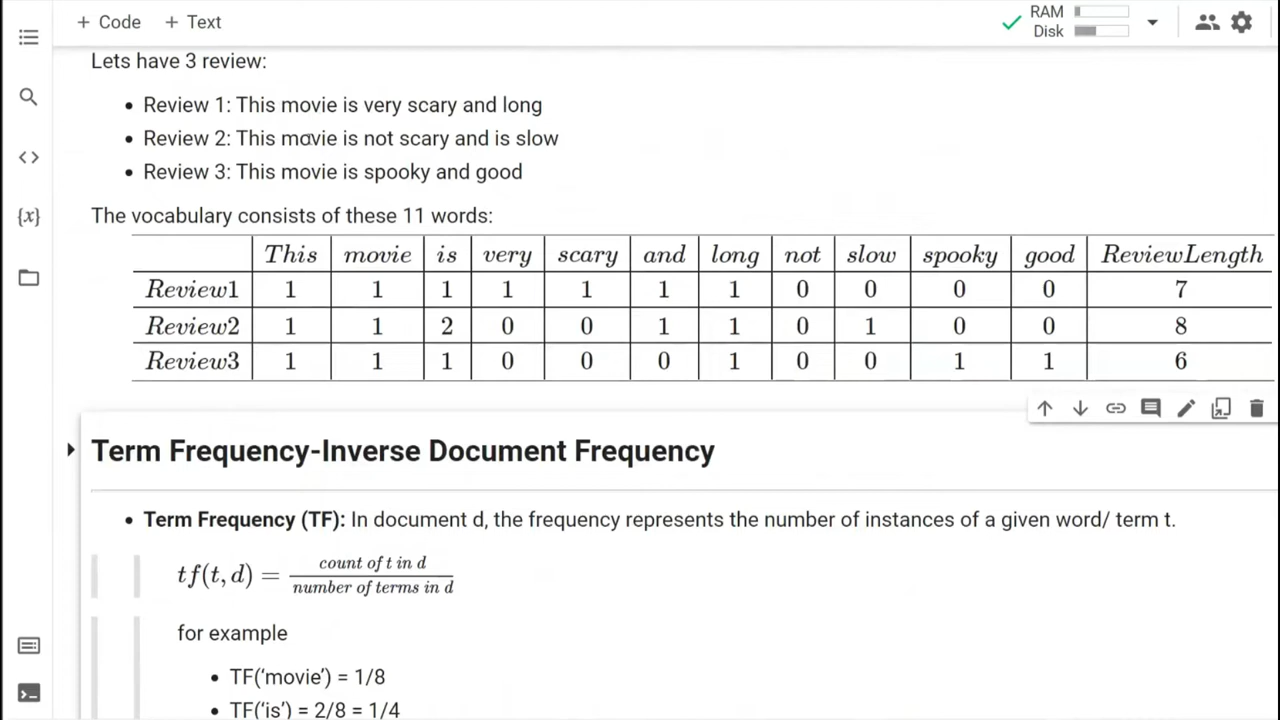 + Code + Text
RAM
Disk
Lets have 3 review:
• Review 1: This movie is very scary and long
• Review 2: This movie is not scary and is slow
• Review 3: This movie is spooky and good
The vocabulary consists of these 11 words:
This movie is very scary and long not slow spooky good ReviewLength
Review1 1 1 1 1 1 1 1 0 0 0 0 7
Review2 1 1 2 0 0 1 1 0 1 0 0 8
Review3 1 1 1 0 0 0 1 0 0 1 1 6
Term Frequency-Inverse Document Frequency
• Term Frequency (TF): In document d, the frequency represents the number of instances of a given word/ term t.
tf(t, d) = count of t in d / number of terms in d
for example
• TF(‘movie’) = 1/8
• TF(‘is’) = 2/8 = 1/4